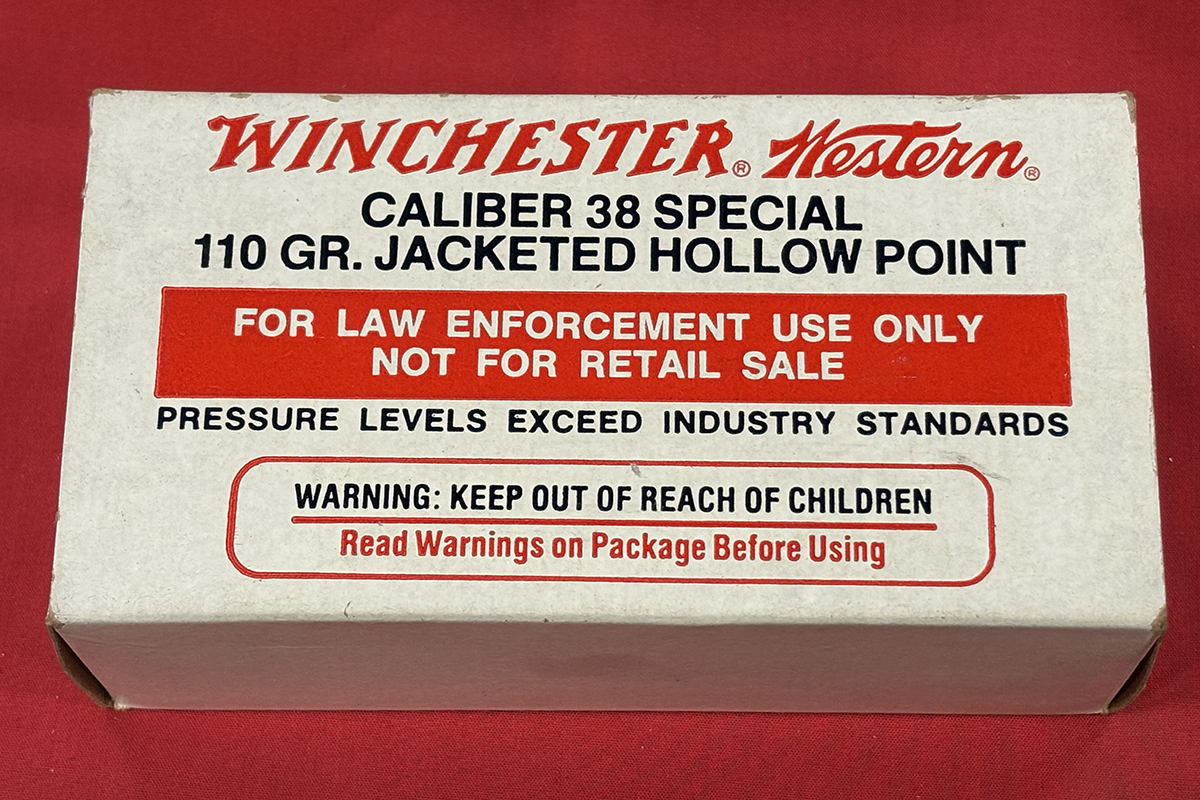 WINCHESTER® Western®
CALIBER 38 SPECIAL
110 GR. JACKETED HOLLOW POINT
FOR LAW ENFORCEMENT USE ONLY
NOT FOR RETAIL SALE
PRESSURE LEVELS EXCEED INDUSTRY STANDARDS
WARNING: KEEP OUT OF REACH OF CHILDREN
Read Warnings on Package Before Using